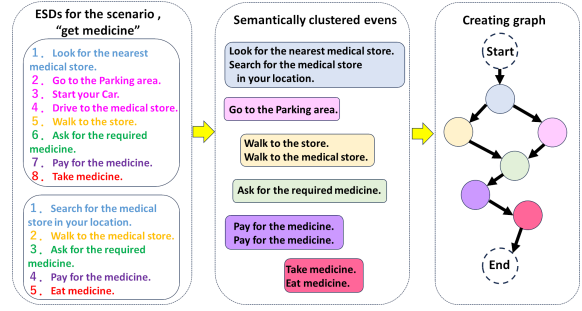 ESDs for the scenario ,
“get medicine”
1. Look for the nearest
medical store.
2. Go to the Parking area.
3. Start your Car.
4. Drive to the medical store.
5. Walk to the store.
6. Ask for the required
medicine.
7. Pay for the medicine.
8. Take medicine.
1. Search for the medical
store in your location.
2. Walk to the medical store.
3. Ask for the required
medicine.
4. Pay for the medicine.
5. Eat medicine.
Semantically clustered evens
Look for the nearest medical store.
Search for the medical store
in your location.
Go to the Parking area.
Walk to the store.
Walk to the medical store.
Ask for the required medicine.
Pay for the medicine.
Pay for the medicine.
Take medicine.
Eat medicine.
Creating graph
Start
End